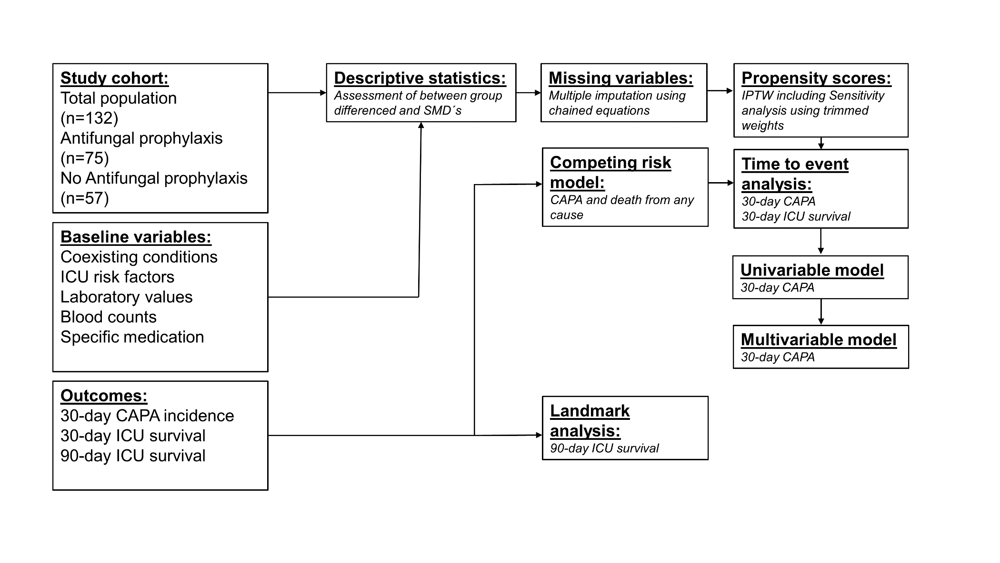 Study cohort:
Total population
(n=132)
Antifungal prophylaxis
(n=75)
No Antifungal prophylaxis
(n=57)
Baseline variables:
Coexisting conditions
ICU risk factors
Laboratory values
Blood counts
Specific medication
Outcomes:
30-day CAPA incidence
30-day ICU survival
90-day ICU survival
Descriptive statistics:
Assessment of between group
differenced and SMD´s
Missing variables:
Multiple imputation using
chained equations
Propensity scores:
IPTW including Sensitivity
analysis using trimmed
weights
Competing risk
model:
CAPA and death from any
cause
Time to event
analysis:
30-day CAPA
30-day ICU survival
Univariable model
30-day CAPA
Multivariable model
30-day CAPA
Landmark
analysis:
90-day ICU survival